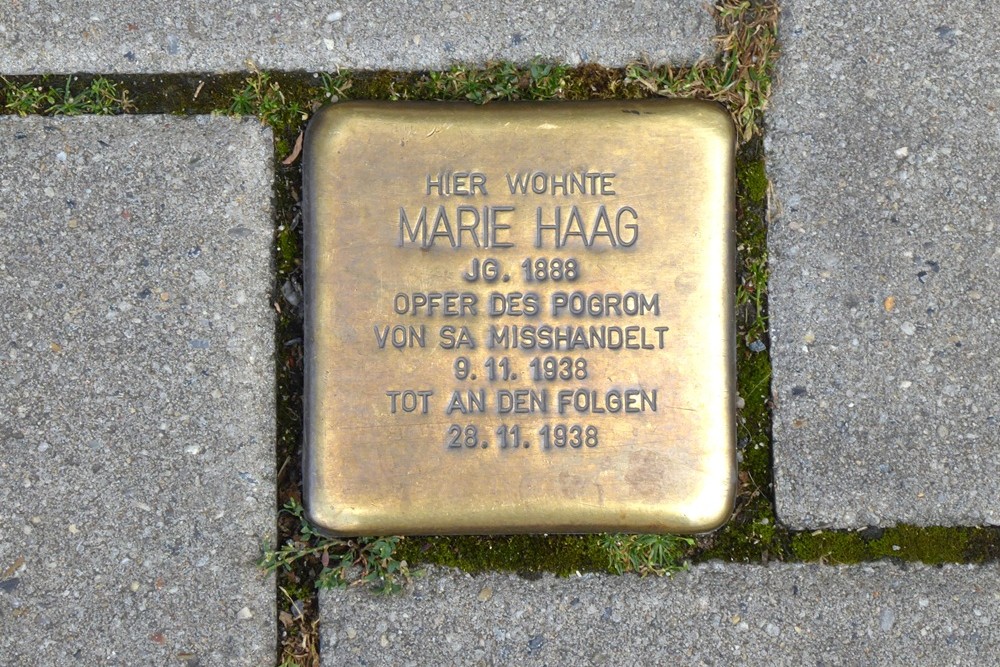 HIER WOHNTE
MARIE HAAG
JG. 1888
OPFER DES POGROM
VON SA MISSHANDELT
9.11.1938
TOT AN DEN FOLGEN
28.11.1938